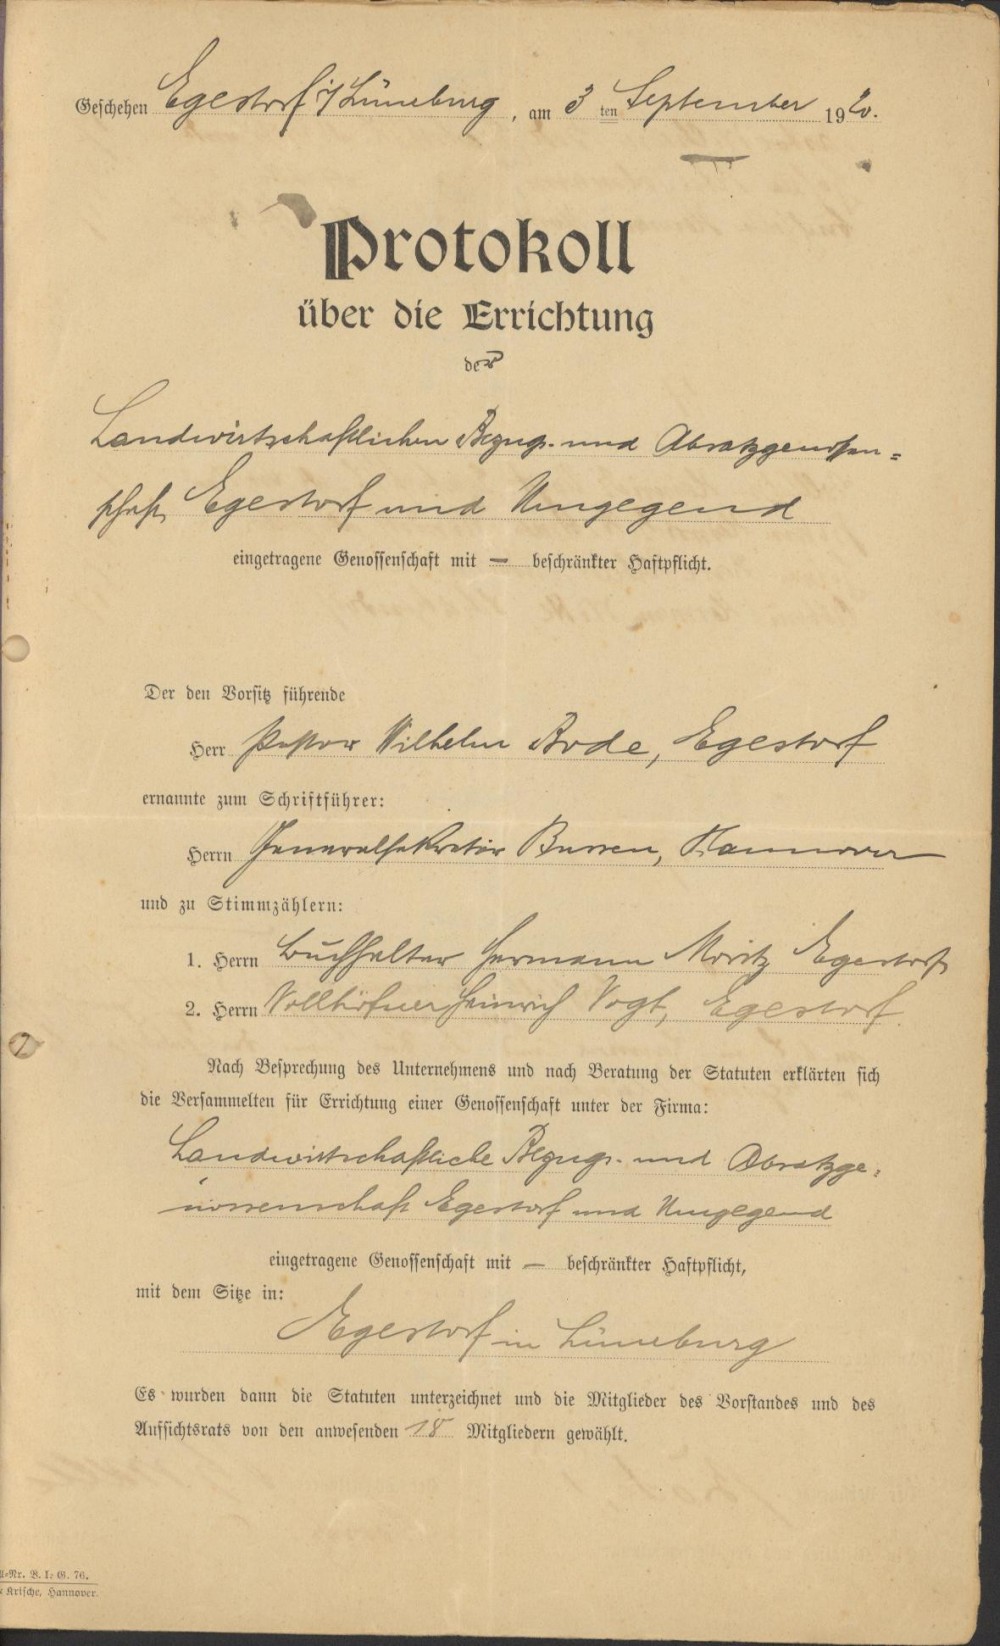 Geschehen Egestorf i/Lüneburg, am 3ten September 1920.
Protokoll
über die Errichtung
der
Landwirtschaftlichen Bezugs- und Absatzgenossen=
schaft Egestorf und Umgegend
eingetragene Genossenschaft mit — beschränkter Haftpflicht.
Der den Vorsitz führende
Herr Pastor Wilhelm Bode, Egestorf
ernannte zum Schriftführer:
Herrn Generalsekretär Hannover
und zu Stimmzählern:
1. Herrn Buchhalter Hermann Moritz Egestorf
2. Herrn Vollhöfner Heinrich Vogt, Egestorf.
Nach Besprechung des Unternehmens und nach Beratung der Statuten erklärten sich
die Versammelten für Errichtung einer Genossenschaft unter der Firma:
Landwirtschaftliche Bezugs- und Absatzge=
nossenschaft Egestorf und Umgegend
eingetragene Genossenschaft mit — beschränkter Haftpflicht,
mit dem Sitze in:
Egestorf in Lüneburg
Es wurden dann die Statuten unterzeichnet und die Mitglieder des Vorstandes und des
Aufsichtsrats von den anwesenden 18 Mitgliedern gewählt.
-Nr. B. I: G. 76.
Krische, Hannover.